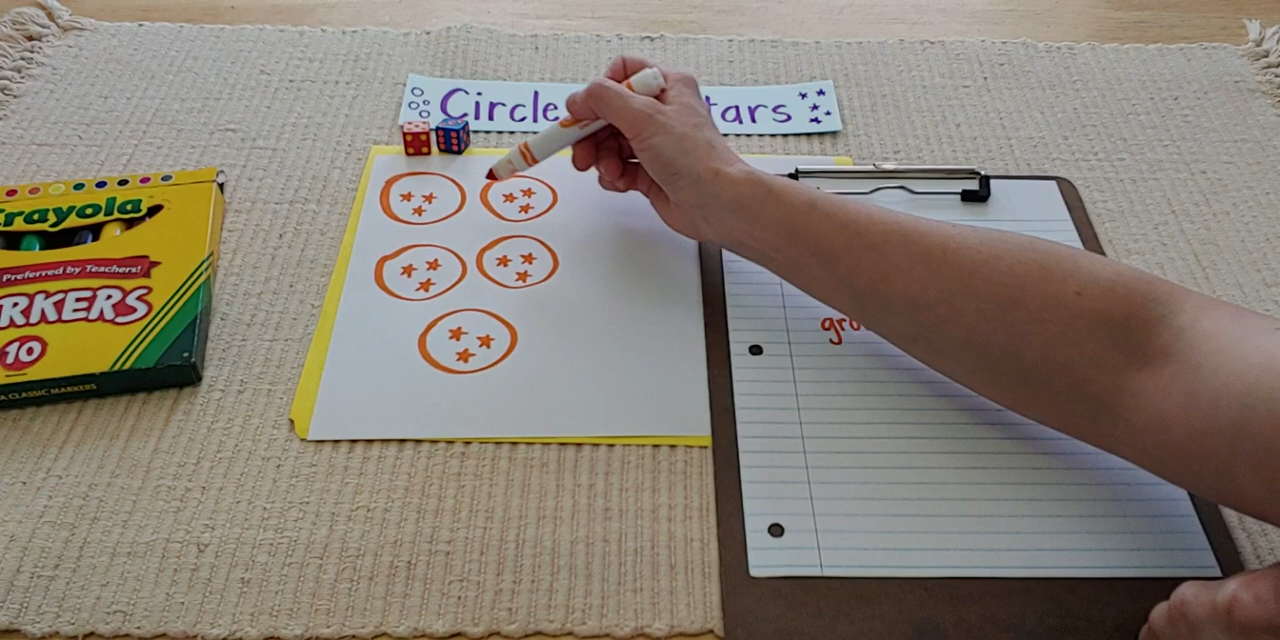 Circle tars
Crayola
Preferred by Teachers!
RKERS
10
A CLASSIC MARKERS
gro